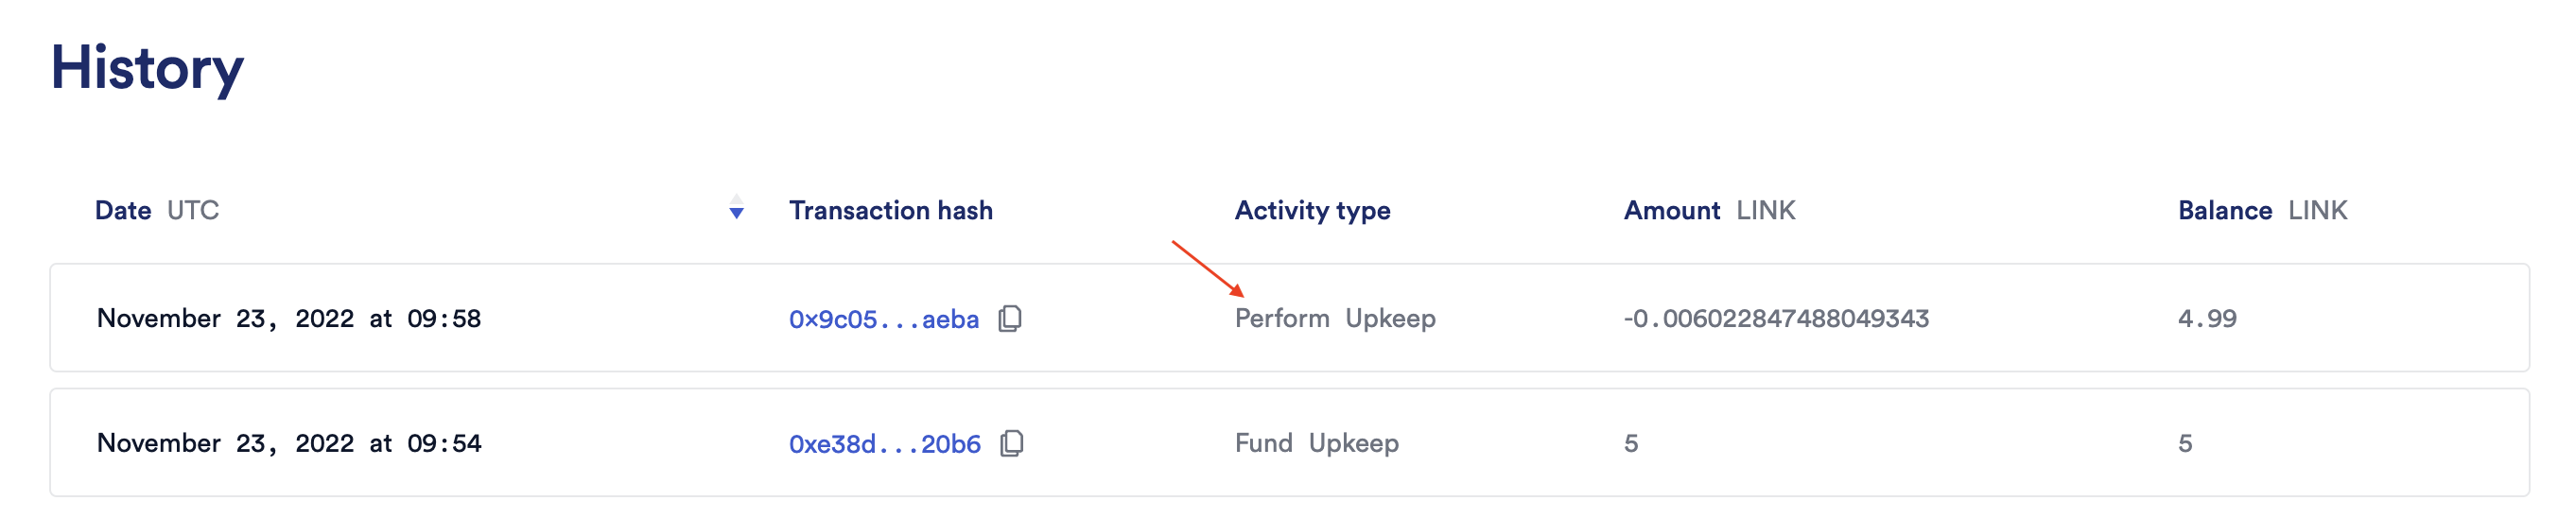 History
Date UTC Transaction hash Activity type Amount LINK Balance LINK
November 23, 2022 at 09:58 0x9c05...aeba Perform Upkeep -0.006022847488049343 4.99
November 23, 2022 at 09:54 0xe38d...20b6 Fund Upkeep 5 5